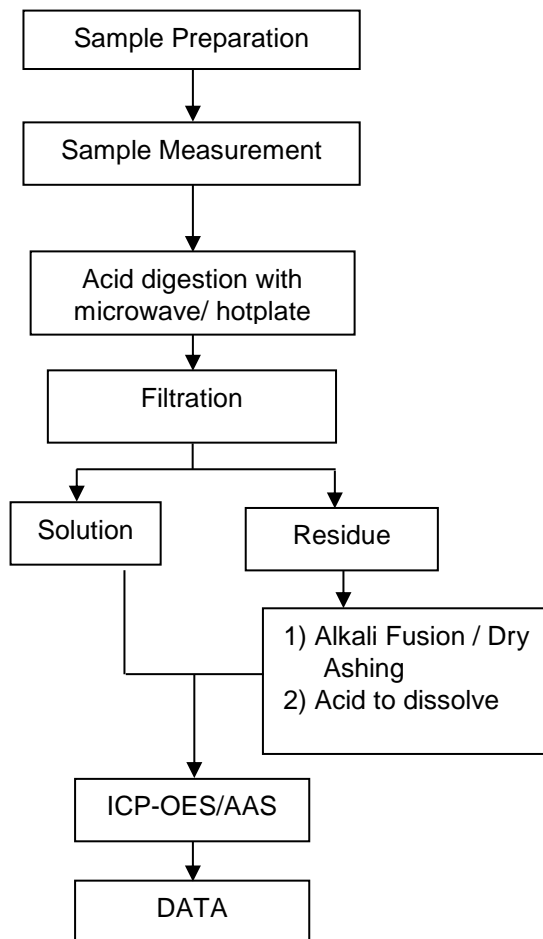 Sample Preparation
Sample Measurement
Acid digestion with
microwave/ hotplate
Filtration
Solution
Residue
1) Alkali Fusion / Dry
Ashing
2) Acid to dissolve
ICP-OES/AAS
DATA